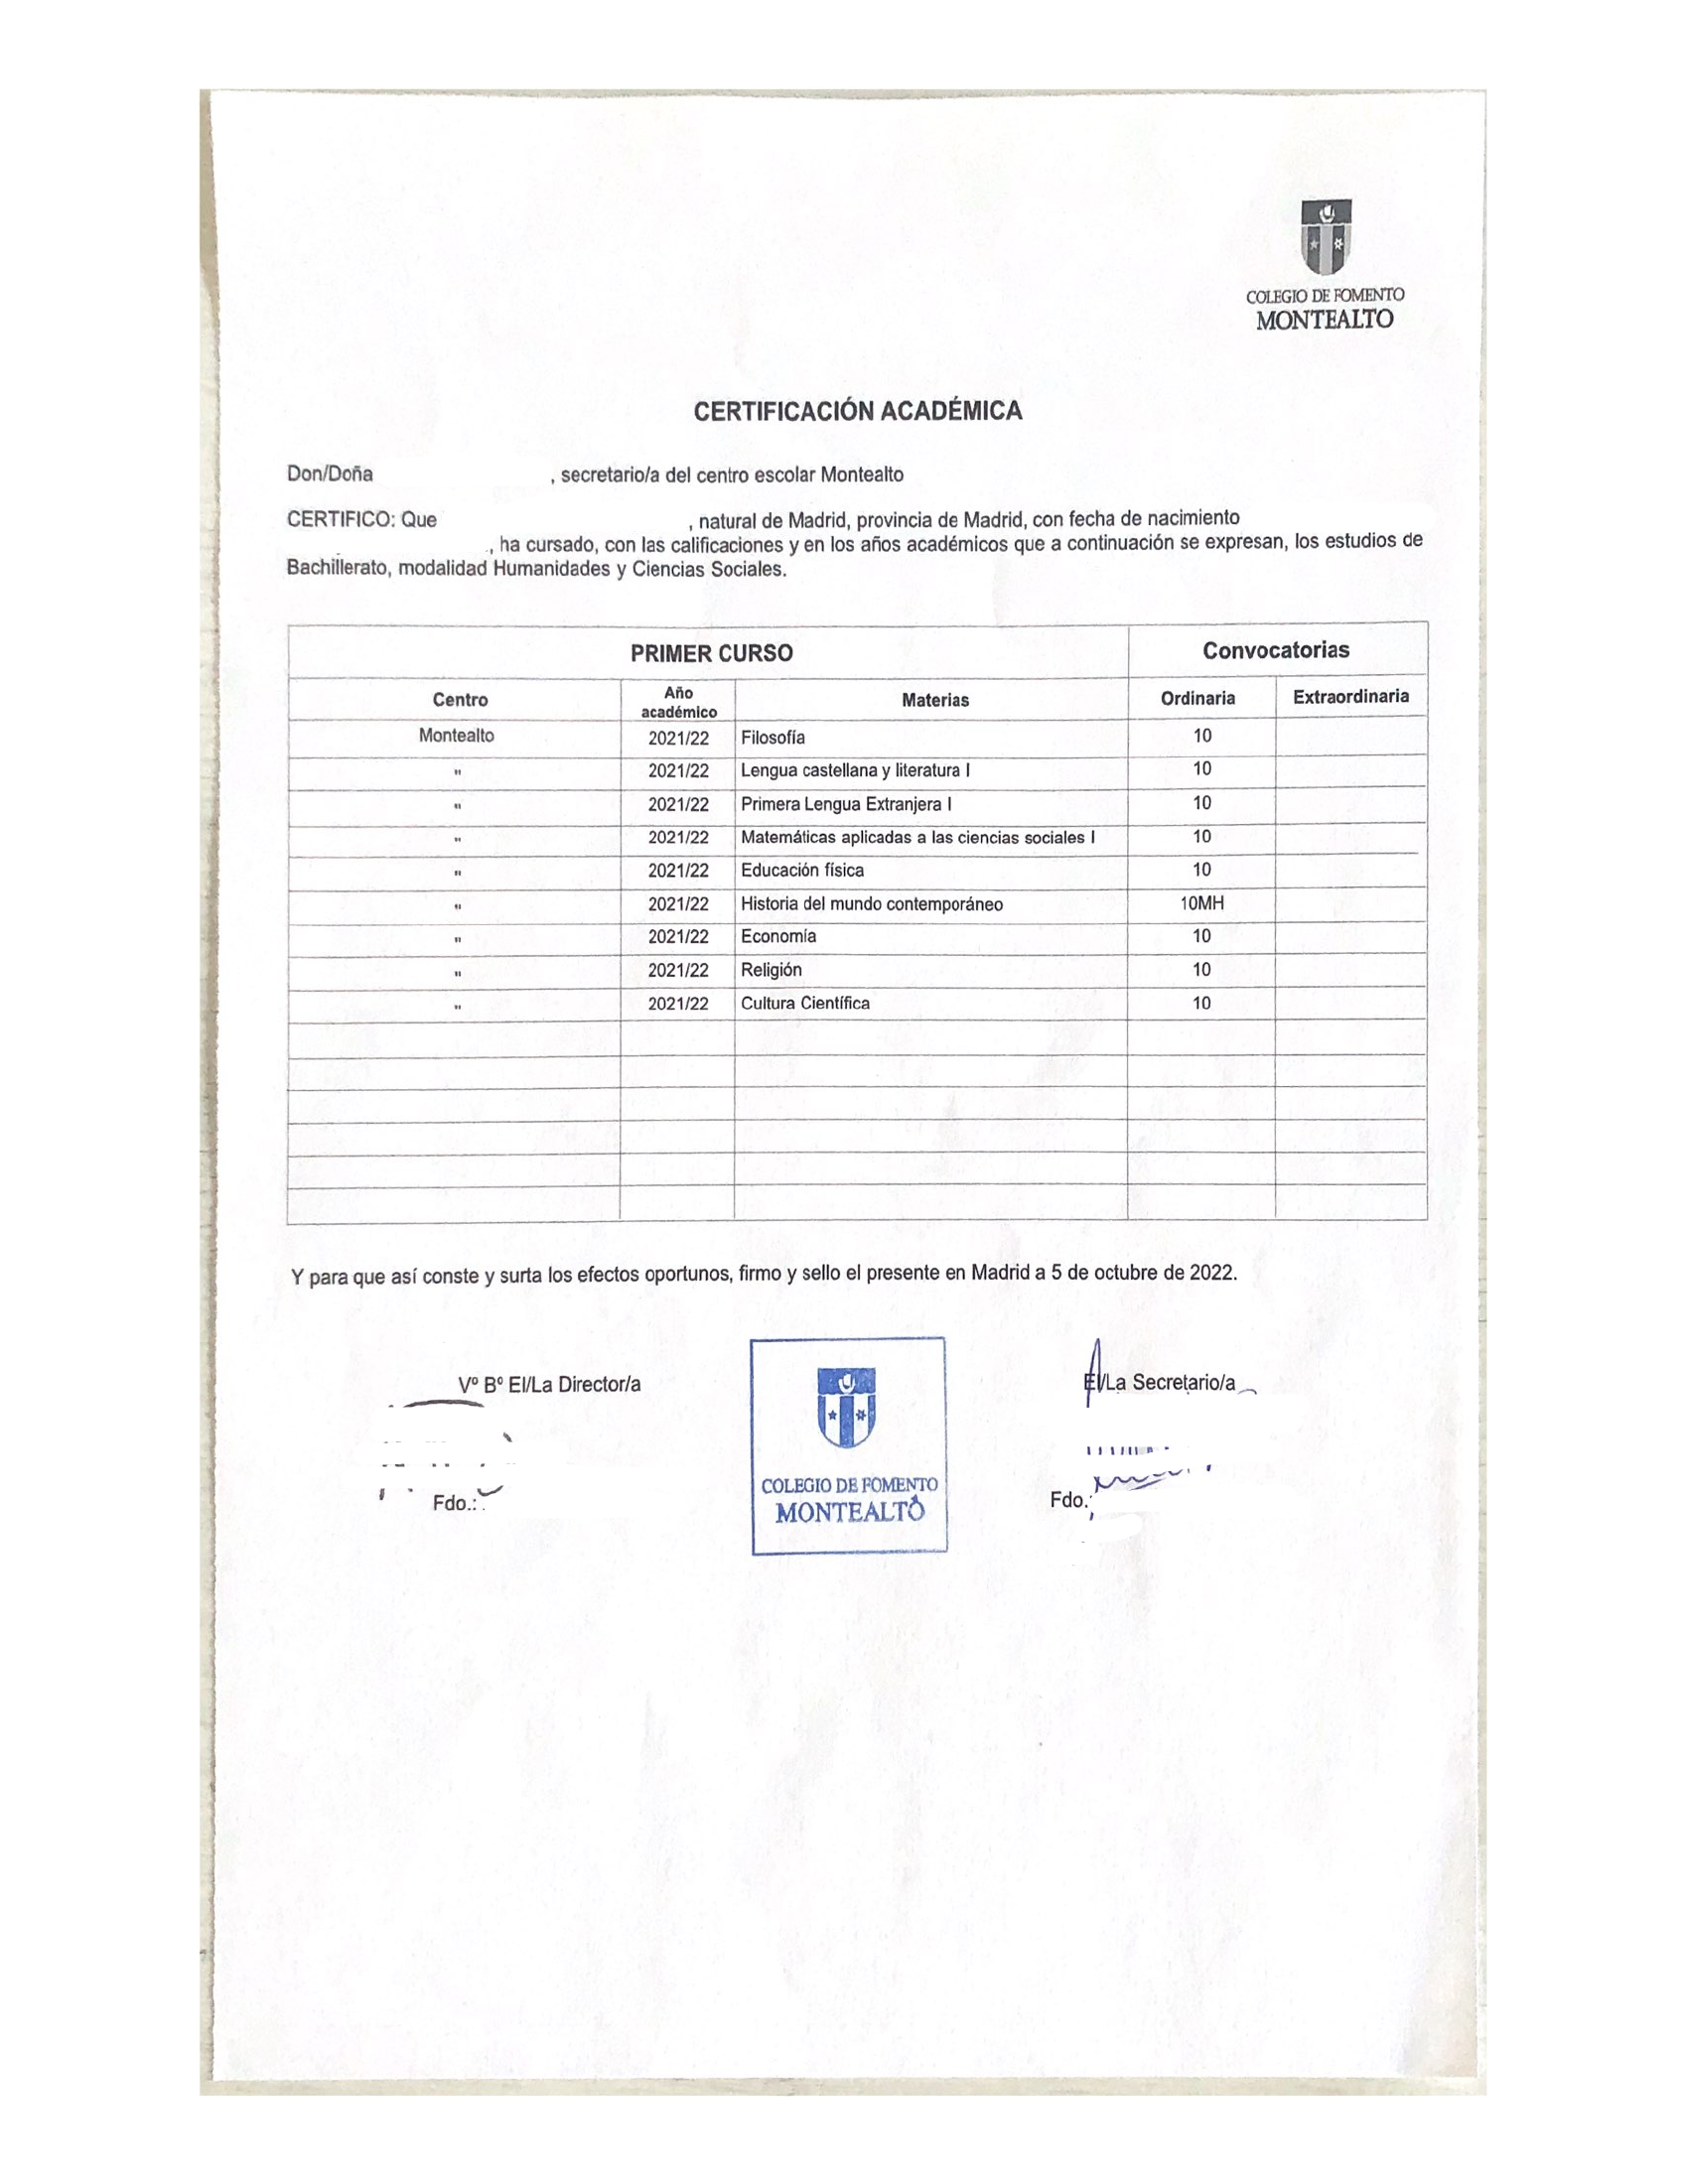 COLEGIO DE FOMENTO
MONTEALTO
CERTIFICACIÓN ACADÉMICA
Don/Doña , secretario/a del centro escolar Montealto
CERTIFICO: Que , natural de Madrid, provincia de Madrid, con fecha de nacimiento
., ha cursado, con las calificaciones y en los años académicos que a continuación se expresan, los estudios de
Bachillerato, modalidad Humanidades y Ciencias Sociales.
PRIMER CURSO Convocatorias
Centro Año académico Materias Ordinaria Extraordinaria
Montealto 2021/22 Filosofía 10
" 2021/22 Lengua castellana y literatura I 10
" 2021/22 Primera Lengua Extranjera I 10
" 2021/22 Matemáticas aplicadas a las ciencias sociales I 10
" 2021/22 Educación física 10
" 2021/22 Historia del mundo contemporáneo 10MH
" 2021/22 Economía 10
" 2021/22 Religión 10
" 2021/22 Cultura Científica 10
Y para que así conste y surta los efectos oportunos, firmo y sello el presente en Madrid a 5 de octubre de 2022.
Vº Bº El/La Director/a El/La Secretario/a
Fdo.: Fdo.:
COLEGIO DE FOMENTO
MONTEALTO